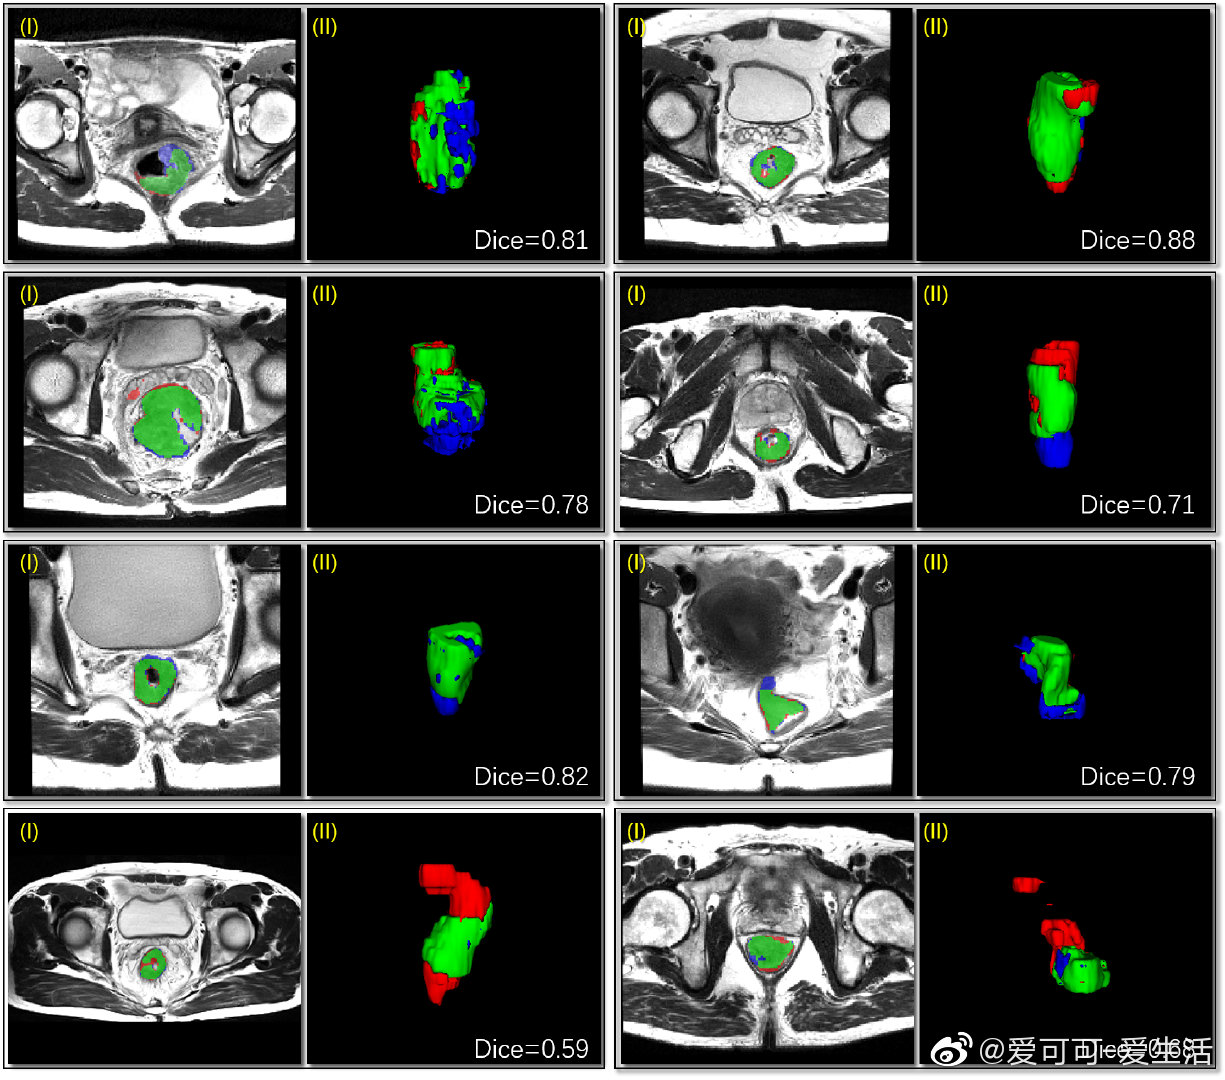 (I) (II) (I) (II)
Dice=0.81 Dice=0.88
(I) (II) (I) (II)
Dice=0.78 Dice=0.71
(I) (II) (I) (II)
Dice=0.82 Dice=0.79
(I) (II) (I) (II)
Dice=0.59
@爱可可-爱生活